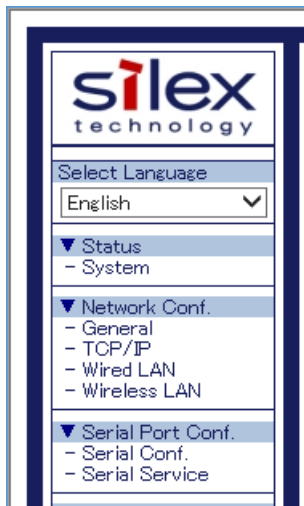 silex
technology
Select Language
English
▼ Status
- System
▼ Network Conf.
- General
- TCP/IP
- Wired LAN
- Wireless LAN
▼ Serial Port Conf.
- Serial Conf.
- Serial Service